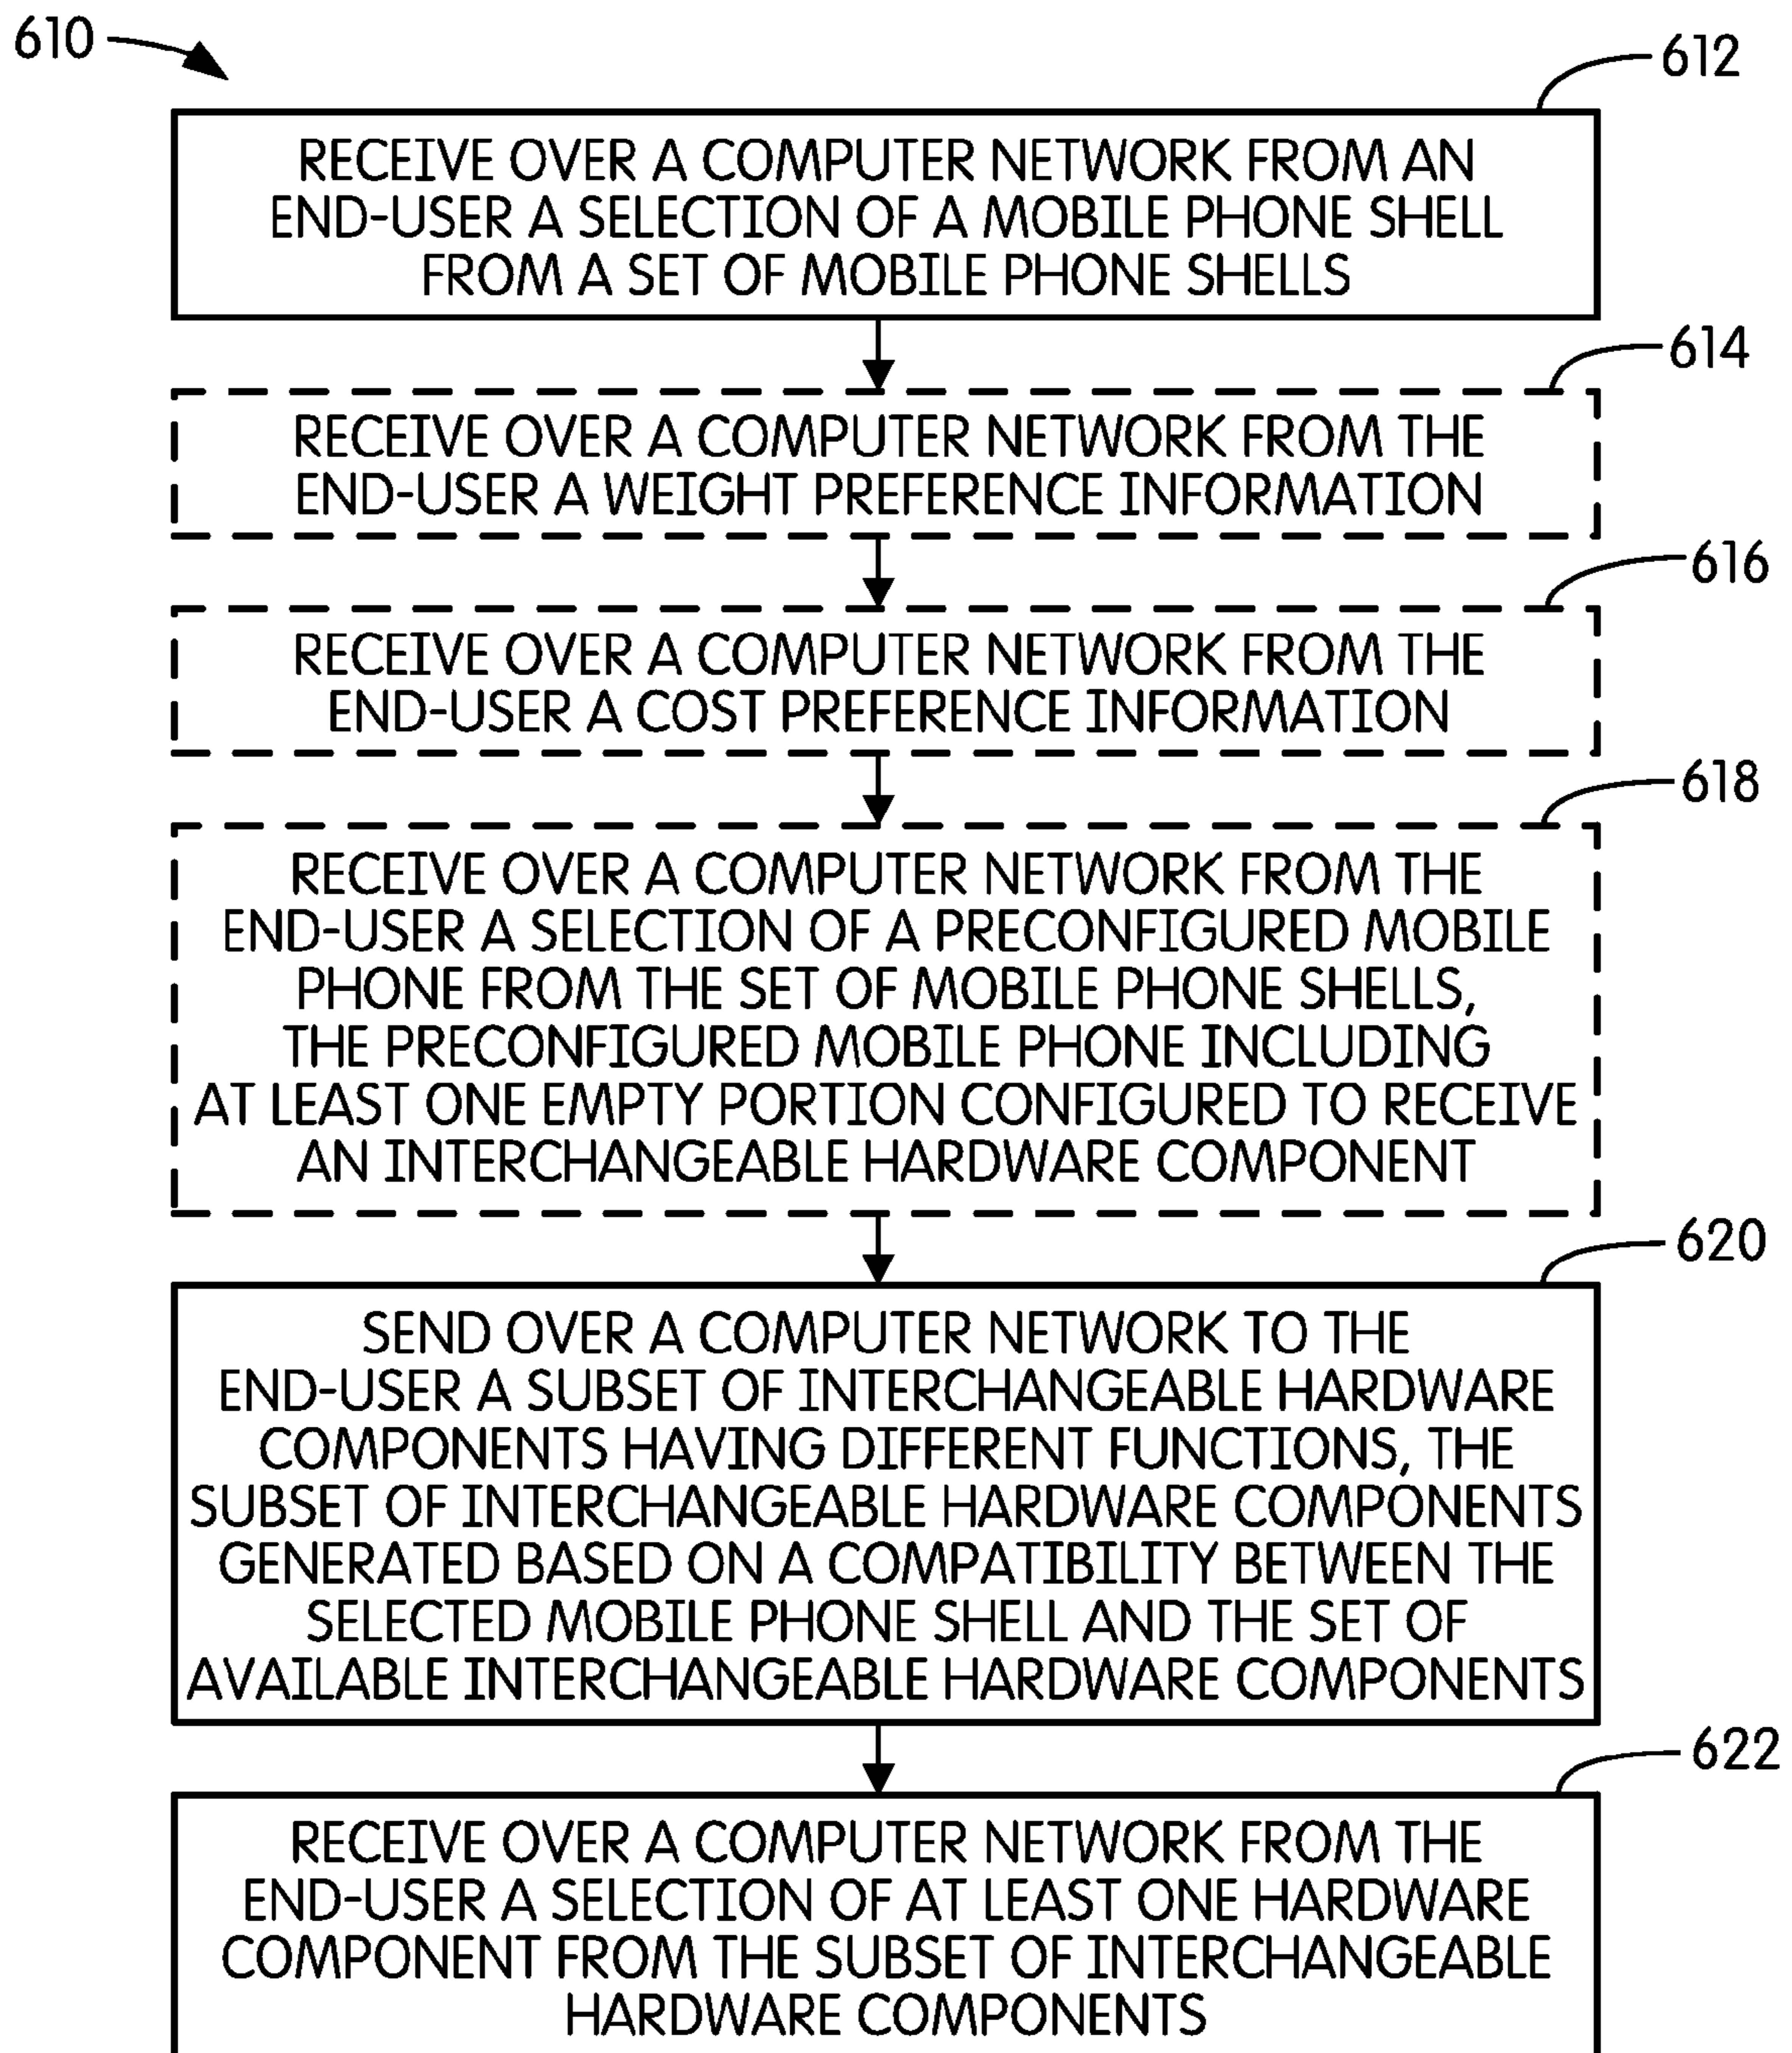 610
612
RECEIVE OVER A COMPUTER NETWORK FROM AN
END-USER A SELECTION OF A MOBILE PHONE SHELL
FROM A SET OF MOBILE PHONE SHELLS
614
RECEIVE OVER A COMPUTER NETWORK FROM THE
END-USER A WEIGHT PREFERENCE INFORMATION
616
RECEIVE OVER A COMPUTER NETWORK FROM THE
END-USER A COST PREFERENCE INFORMATION
618
RECEIVE OVER A COMPUTER NETWORK FROM THE
END-USER A SELECTION OF A PRECONFIGURED MOBILE
PHONE FROM THE SET OF MOBILE PHONE SHELLS,
THE PRECONFIGURED MOBILE PHONE INCLUDING
AT LEAST ONE EMPTY PORTION CONFIGURED TO RECEIVE
AN INTERCHANGEABLE HARDWARE COMPONENT
620
SEND OVER A COMPUTER NETWORK TO THE
END-USER A SUBSET OF INTERCHANGEABLE HARDWARE
COMPONENTS HAVING DIFFERENT FUNCTIONS, THE
SUBSET OF INTERCHANGEABLE HARDWARE COMPONENTS
GENERATED BASED ON A COMPATIBILITY BETWEEN THE
SELECTED MOBILE PHONE SHELL AND THE SET OF
AVAILABLE INTERCHANGEABLE HARDWARE COMPONENTS
622
RECEIVE OVER A COMPUTER NETWORK FROM THE
END-USER A SELECTION OF AT LEAST ONE HARDWARE
COMPONENT FROM THE SUBSET OF INTERCHANGEABLE
HARDWARE COMPONENTS